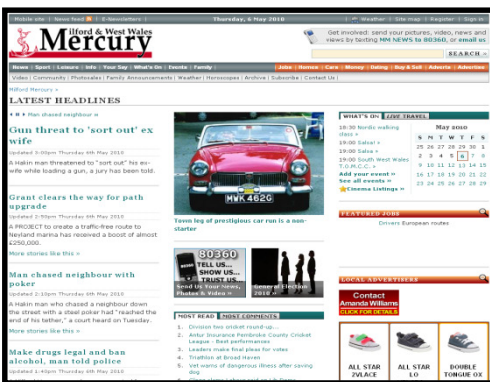 Mobile site | News feed | E-Newsletters | Thursday, 6 May 2010 | Weather | Site map | Register | Sign in
Milford & West Wales
Mercury
Get involved: send your pictures, video, news and
views by texting MM NEWS to 80360, or email us
SEARCH »
News | Sport | Leisure | Info | Your Say | What's On | Events | Family |
Jobs | Homes | Cars | Money | Dating | Buy & Sell | Adverts | Advertise
Video | Community | Photosales | Family Announcements | Weather | Horoscopes | Archive | Subscribe | Contact Us |
Milford Mercury »
LATEST HEADLINES
Man chased neighbour »
Gun threat to 'sort out' ex
wife
Updated 3:00pm Thursday 6th May 2010
A Hakin man threatened to "sort out" his ex-
wife while loading a gun, a jury has been told.
Grant clears the way for path
upgrade
Updated 2:50pm Thursday 6th May 2010
A PROJECT to create a traffic-free route to
Neyland marina has received a boost of almost
£250,000.
More stories like this »
Man chased neighbour with
poker
Updated 2:10pm Thursday 6th May 2010
A Hakin man who chased a neighbour down
the street with a steel poker had "reached the
end of his tether," a court heard on Tuesday.
More stories like this »
Make drugs legal and ban
alcohol, man told police
HWK 462G
Town leg of prestigious car run is a non-
starter
80360
TELL US...
SHOW US...
TRUST US...
Send Us Your News,
Photos & Video »
General Election
2010 »
MOST READ | MOST COMMENTS
1. Division two cricket round-up...
2. Antur Insurance Pembroke County Cricket
League - Best performances
3. Leaders make final pleas for votes
4. Triathlon at Broad Haven
5. Vet warns of dangerous illness after saving
dog
WHAT'S ON | LIVE TRAVEL
18:30 Nordic walking
class »
19:00 Salsa! »
19:00 Salsa »
19:00 South West Wales
T.O.M.C.C. »
Add your event »
See all events »
Cinema Listings »
May 2010
S M T W T F S
25 26 27 28 29 30 1
2 3 4 5 6 7 8
9 10 11 12 13 14 15
16 17 18 19 20 21 22
23 24 25 26 27 28 29
FEATURED JOBS
Drivers European routes
LOCAL ADVERTISERS
Contact
Amanda Williams
CLICK FOR DETAILS
ALL STAR
2VLACE
ALL STAR
LO
DOUBLE
TONGUE OX